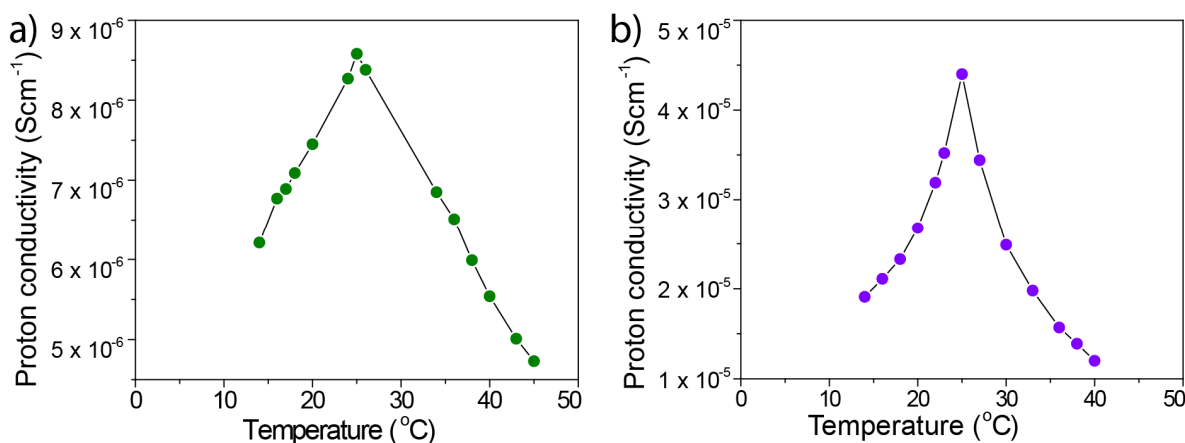 a)
Proton conductivity (Scm⁻¹)
9 x 10⁻⁶
8 x 10⁻⁶
7 x 10⁻⁶
6 x 10⁻⁶
5 x 10⁻⁶
0 10 20 30 40 50
Temperature (°C)
b)
Proton conductivity (Scm⁻¹)
5 x 10⁻⁵
4 x 10⁻⁵
3 x 10⁻⁵
2 x 10⁻⁵
1 x 10⁻⁵
0 10 20 30 40 50
Temperature (°C)